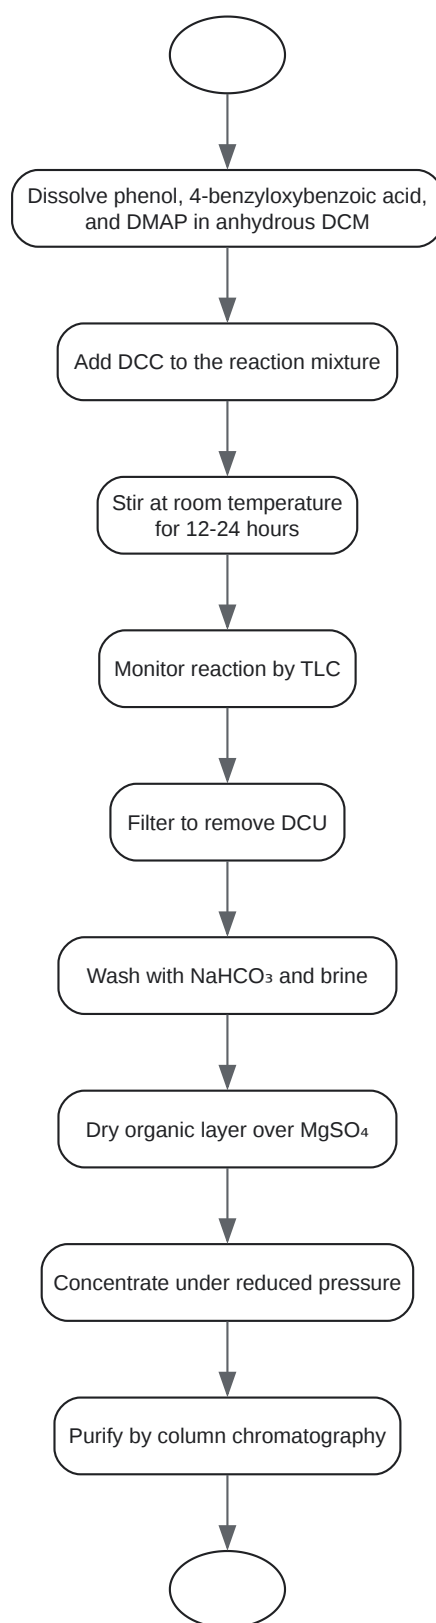 Dissolve phenol, 4-benzyloxybenzoic acid,
and DMAP in anhydrous DCM
Add DCC to the reaction mixture
Stir at room temperature
for 12-24 hours
Monitor reaction by TLC
Filter to remove DCU
Wash with NaHCO₃ and brine
Dry organic layer over MgSO₄
Concentrate under reduced pressure
Purify by column chromatography